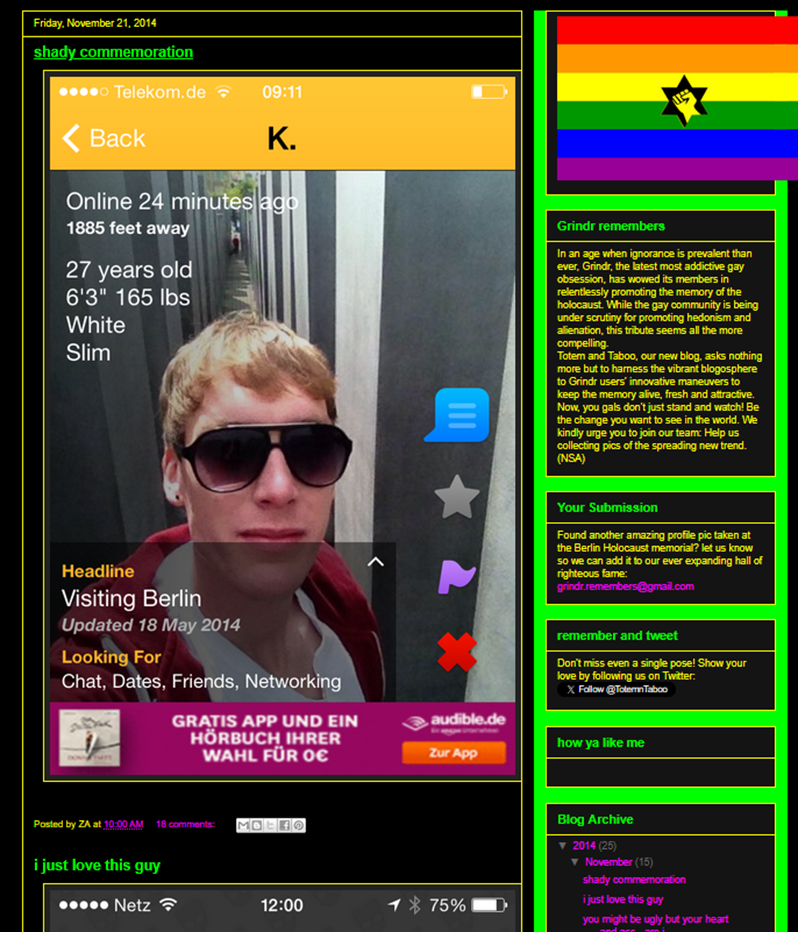 Friday, November 21, 2014
shady commemoration
Telekom.de 09:11
Back K.
Online 24 minutes ago
1885 feet away
27 years old
6'3" 165 lbs
White
Slim
Headline
Visiting Berlin
Updated 18 May 2014
Looking For
Chat, Dates, Friends, Networking
GRATIS APP UND EIN
HÖRBUCH IHRER
WAHL FÜR 0€
audible.de
Zur App
Posted by ZA at 10:00 AM 18 comments:
i just love this guy
Netz 12:00 75%
Grindr remembers
In an age when ignorance is prevalent than
ever, Grindr, the latest most addictive gay
obsession, has wowed its members in
relentlessly promoting the memory of the
holocaust. While the gay community is being
under scrutiny for promoting hedonism and
alienation, this tribute seems all the more
compelling.
Totem and Taboo, our new blog, asks nothing
more but to harness the vibrant blogosphere
to Grindr users' innovative maneuvers to
keep the memory alive, fresh and attractive.
Now, you gals don't just stand and watch! Be
the change you want to see in the world. We
kindly urge you to join our team: Help us
collecting pics of the spreading new trend.
(NSA)
Your Submission
Found another amazing profile pic taken at
the Berlin Holocaust memorial? let us know
so we can add it to our ever expanding hall of
righteous fame:
grindr.remembers@gmail.com
remember and tweet
Don't miss even a single pose! Show your
love by following us on Twitter:
Follow @TotemnTaboo
how ya like me
Blog Archive
▼ 2014 (25)
▼ November (15)
shady commemoration
i just love this guy
you might be ugly but your heart